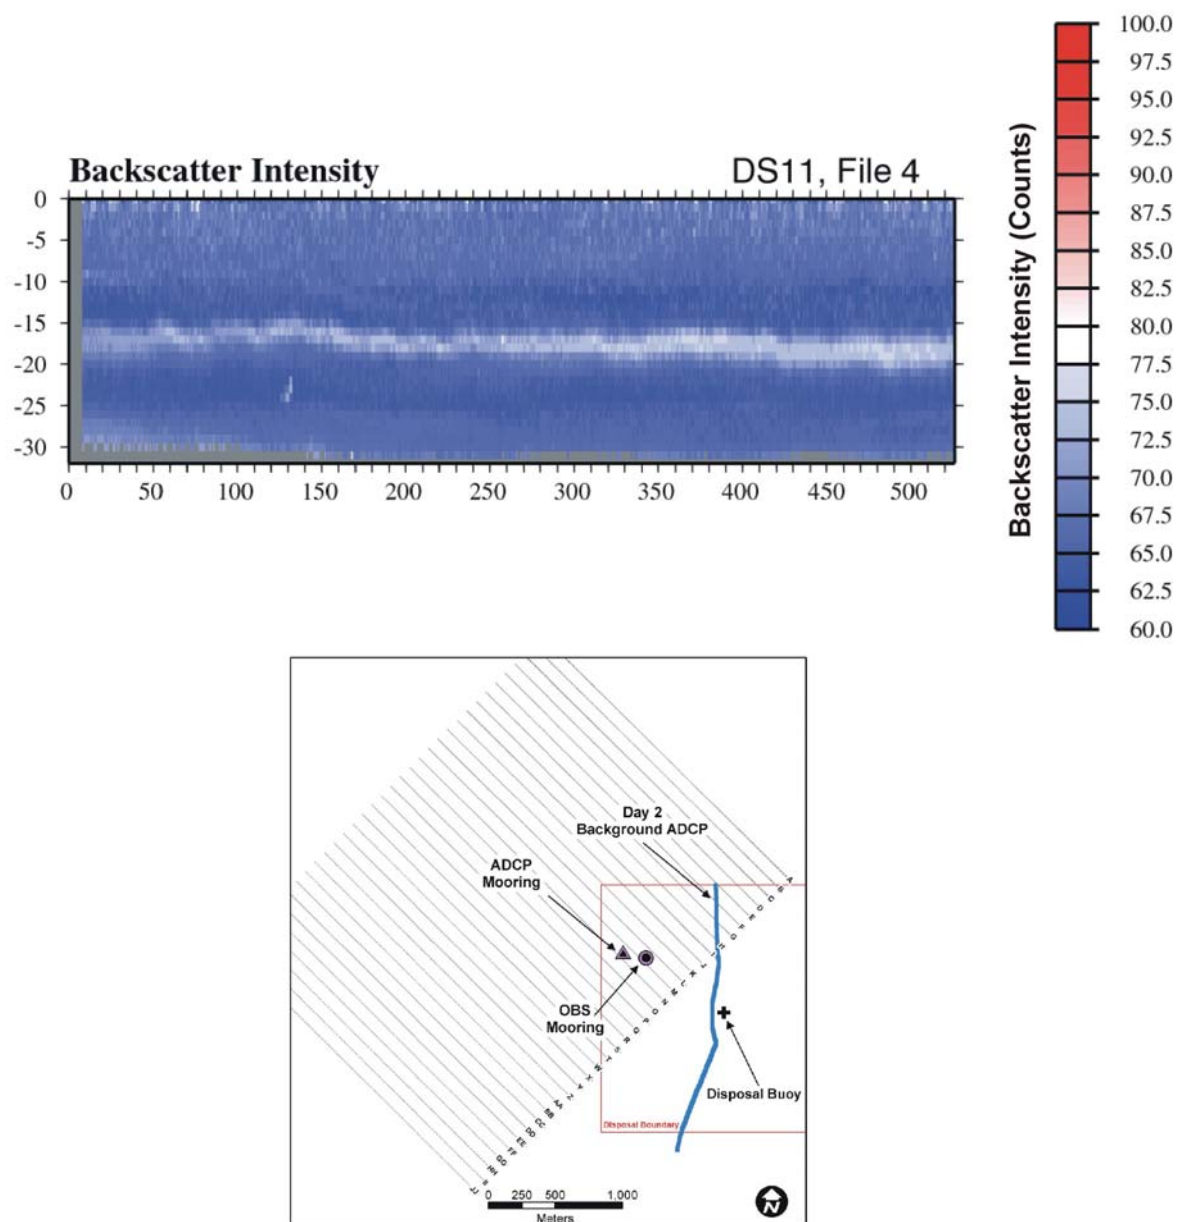 Backscatter Intensity
DS11, File 4
0
-5
-10
-15
-20
-25
-30
0 50 100 150 200 250 300 350 400 450 500
Backscatter Intensity (Counts)
100.0
97.5
95.0
92.5
90.0
87.5
85.0
82.5
80.0
77.5
75.0
72.5
70.0
67.5
65.0
62.5
60.0
Day 2
Background ADCP
ADCP
Mooring
OBS
Mooring
Disposal Buoy
Disposal Boundary
0 250 500 1,000
Meters
N